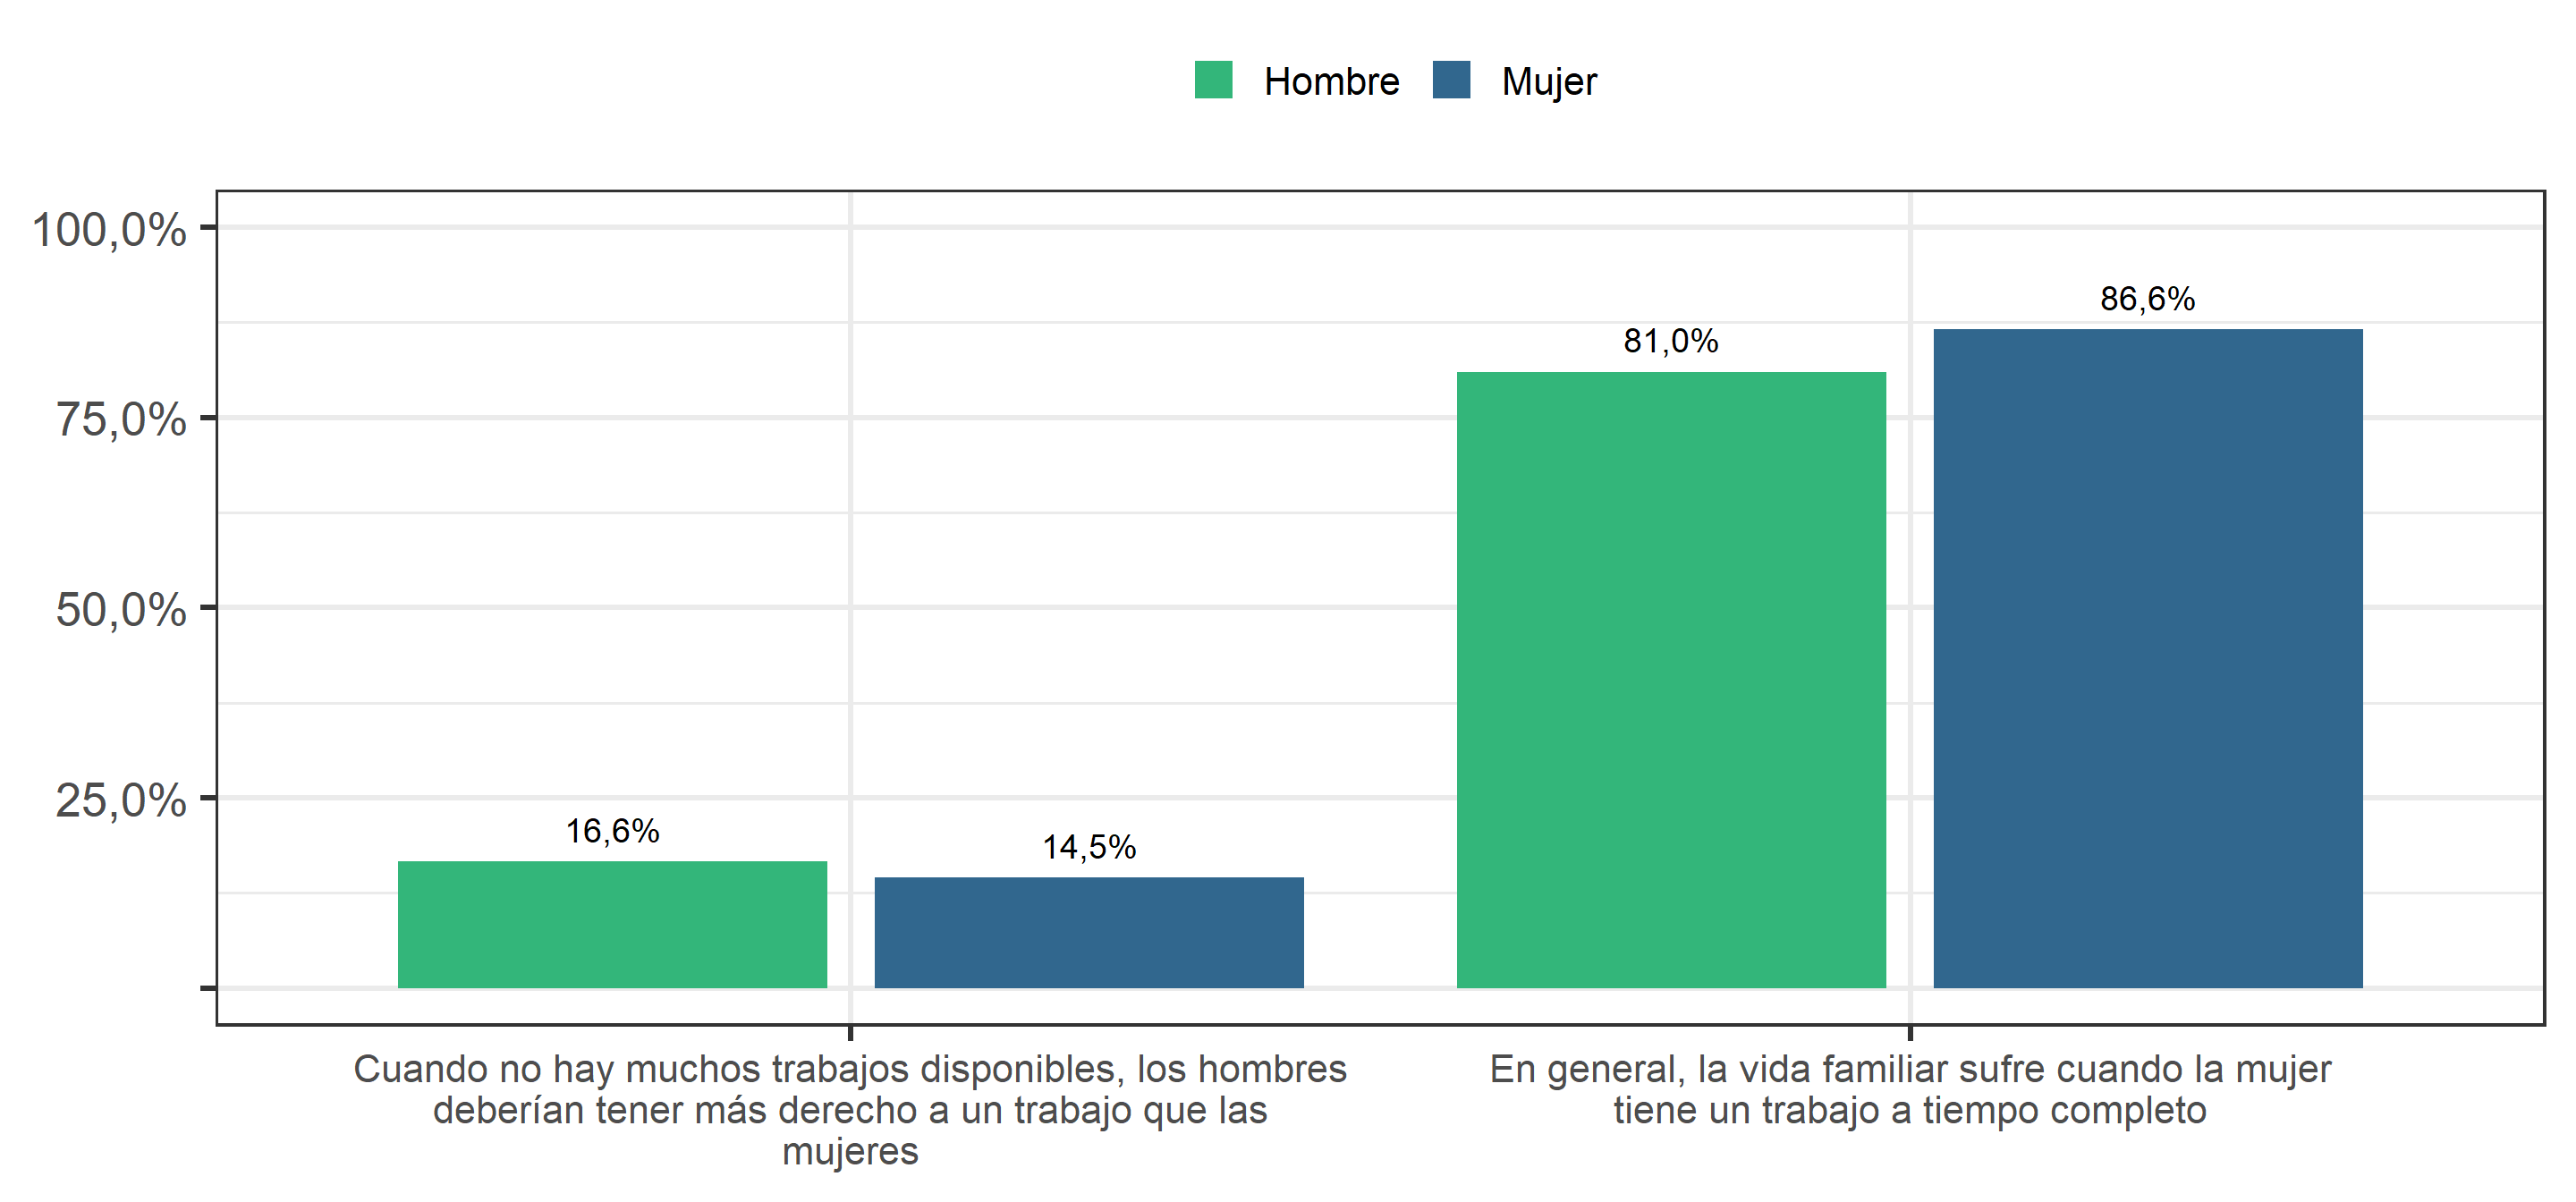 Hombre Mujer
100,0%
75,0%
50,0%
25,0%
16,6%
14,5%
81,0%
86,6%
Cuando no hay muchos trabajos disponibles, los hombres
deberían tener más derecho a un trabajo que las
mujeres
En general, la vida familiar sufre cuando la mujer
tiene un trabajo a tiempo completo